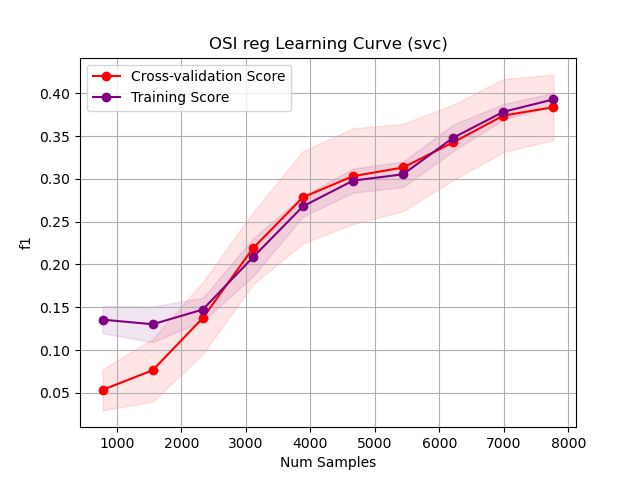 OSI reg Learning Curve (svc)
Cross-validation Score
Training Score
f1
0.40
0.35
0.30
0.25
0.20
0.15
0.10
0.05
1000 2000 3000 4000 5000 6000 7000 8000
Num Samples